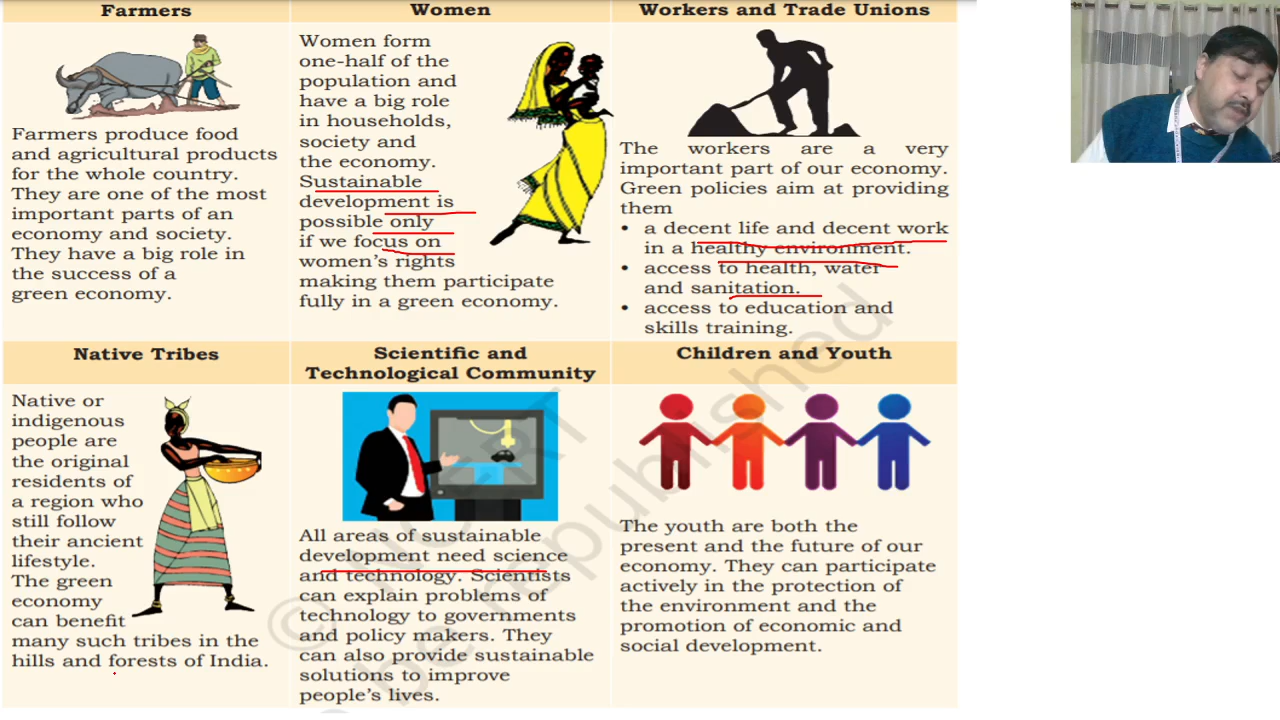 Farmers
Farmers produce food
and agricultural products
for the whole country.
They are one of the most
important parts of an
economy and society.
They have a big role in
the success of a
green economy.
Women
Women form
one-half of the
population and
have a big role
in households,
society and
the economy.
Sustainable
development is
possible only
if we focus on
women's rights
making them participate
fully in a green economy.
Workers and Trade Unions
The workers are a very
important part of our economy.
Green policies aim at providing
them
• a decent life and decent work
in a healthy environment.
• access to health, water
and sanitation.
• access to education and
skills training.
Native Tribes
Native or
indigenous
people are
the original
residents of
a region who
still follow
their ancient
lifestyle.
The green
economy
can benefit
many such tribes in the
hills and forests of India.
Scientific and
Technological Community
All areas of sustainable
development need science
and technology. Scientists
can explain problems of
technology to governments
and policy makers. They
can also provide sustainable
solutions to improve
people's lives.
Children and Youth
The youth are both the
present and the future of our
economy. They can participate
actively in the protection of
the environment and the
promotion of economic and
social development.
© NCERT
be republished